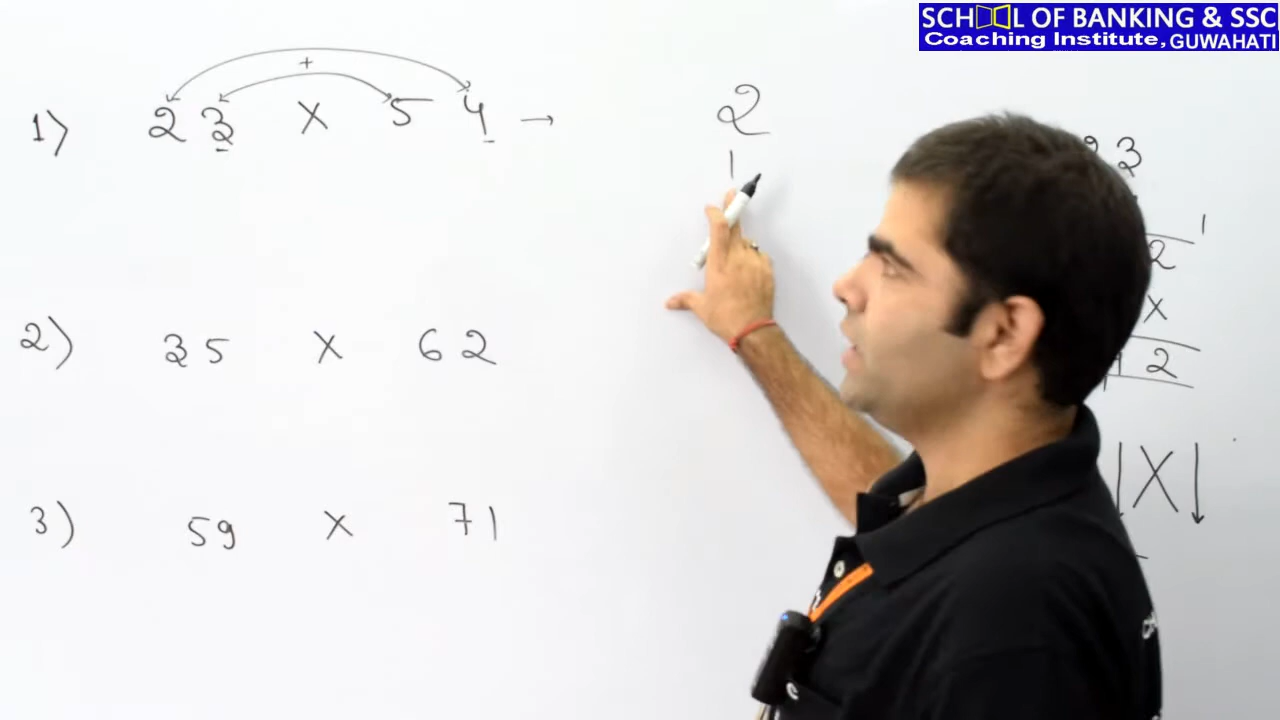 SCHOOL OF BANKING & SSC
Coaching Institute, GUWAHATI
+
1) 23 X 54 → 2
1
2) 35 X 62
3) 59 X 71
3
1
2
X
2
X